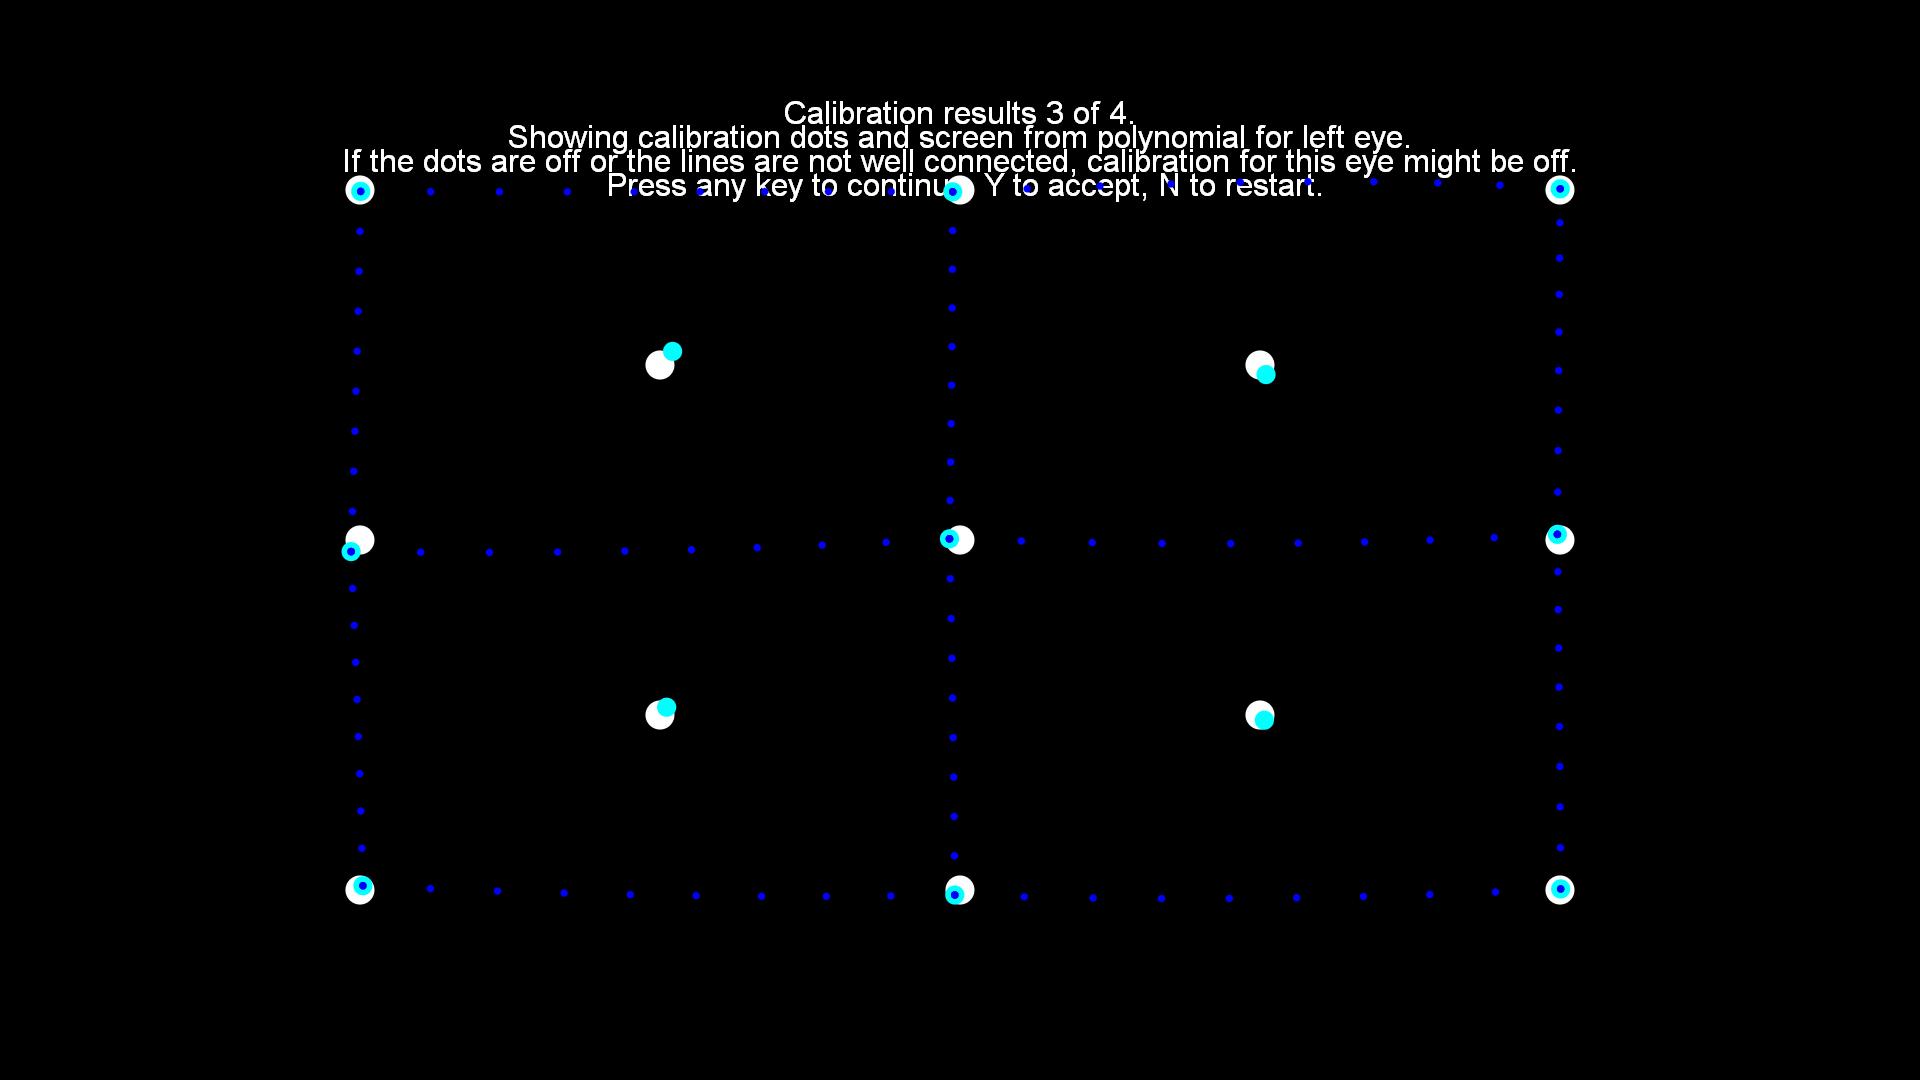 Calibration results 3 of 4.
Showing calibration dots and screen from polynomial for left eye.
If the dots are off or the lines are not well connected, calibration for this eye might be off.
Press any key to continue, Y to accept, N to restart.